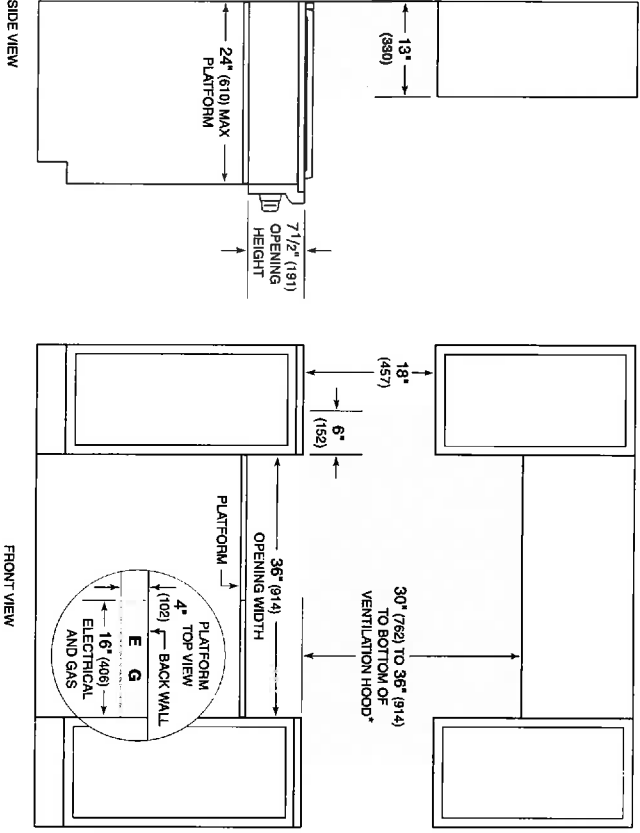 13"
(330)
24" (610) MAX
PLATFORM
7 1/2" (191)
OPENING
HEIGHT
SIDE VIEW
18"
(457)
6"
(152)
30" (762) TO 36" (914)
TO BOTTOM OF
VENTILATION HOOD*
36" (914)
OPENING WIDTH
PLATFORM
PLATFORM
TOP VIEW
4"
(102)
BACK WALL
E G
16" (406)
ELECTRICAL
AND GAS
FRONT VIEW